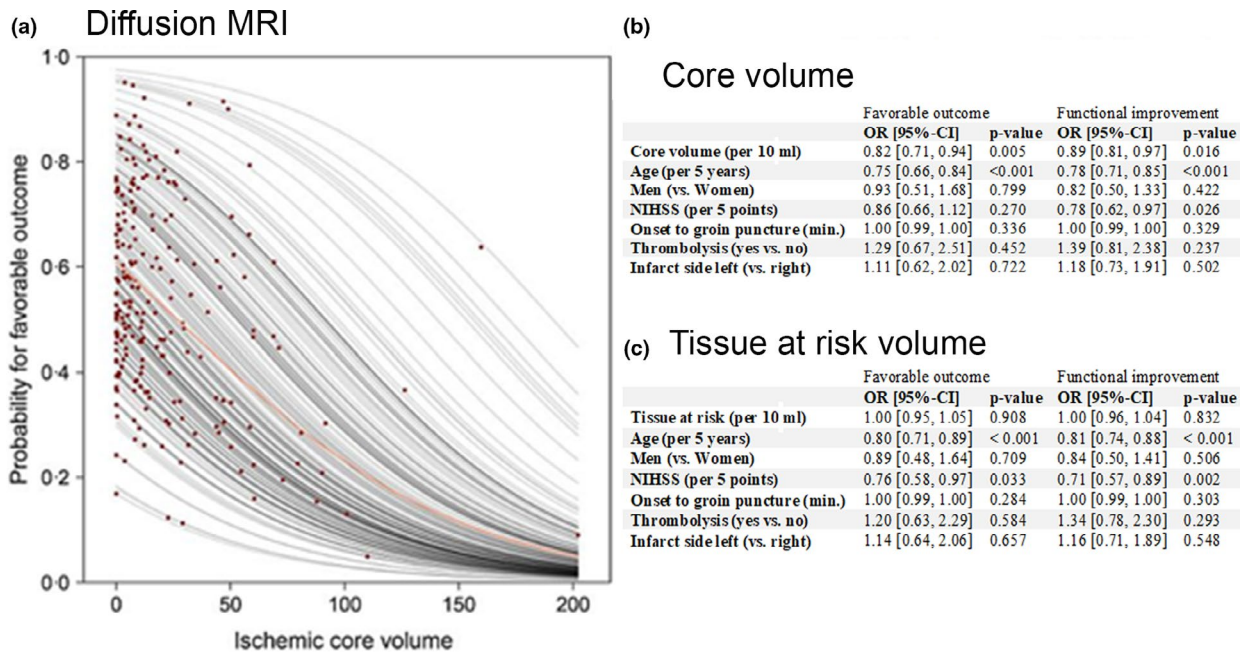 (a) Diffusion MRI
Probability for favorable outcome
1·0
0·8
0·6
0·4
0·2
0·0
0 50 100 150 200
Ischemic core volume
(b)
Core volume
Favorable outcome Functional improvement
OR [95%-CI] p-value OR [95%-CI] p-value
Core volume (per 10 ml) 0.82 [0.71, 0.94] 0.005 0.89 [0.81, 0.97] 0.016
Age (per 5 years) 0.75 [0.66, 0.84] <0.001 0.78 [0.71, 0.85] <0.001
Men (vs. Women) 0.93 [0.51, 1.68] 0.799 0.82 [0.50, 1.33] 0.422
NIHSS (per 5 points) 0.86 [0.66, 1.12] 0.270 0.78 [0.62, 0.97] 0.026
Onset to groin puncture (min.) 1.00 [0.99, 1.00] 0.336 1.00 [0.99, 1.00] 0.329
Thrombolysis (yes vs. no) 1.29 [0.67, 2.51] 0.452 1.39 [0.81, 2.38] 0.237
Infarct side left (vs. right) 1.11 [0.62, 2.02] 0.722 1.18 [0.73, 1.91] 0.502
(c) Tissue at risk volume
Favorable outcome Functional improvement
OR [95%-CI] p-value OR [95%-CI] p-value
Tissue at risk (per 10 ml) 1.00 [0.95, 1.05] 0.908 1.00 [0.96, 1.04] 0.832
Age (per 5 years) 0.80 [0.71, 0.89] < 0.001 0.81 [0.74, 0.88] < 0.001
Men (vs. Women) 0.89 [0.48, 1.64] 0.709 0.84 [0.50, 1.41] 0.506
NIHSS (per 5 points) 0.76 [0.58, 0.97] 0.033 0.71 [0.57, 0.89] 0.002
Onset to groin puncture (min.) 1.00 [0.99, 1.00] 0.284 1.00 [0.99, 1.00] 0.303
Thrombolysis (yes vs. no) 1.20 [0.63, 2.29] 0.584 1.34 [0.78, 2.30] 0.293
Infarct side left (vs. right) 1.14 [0.64, 2.06] 0.657 1.16 [0.71, 1.89] 0.548